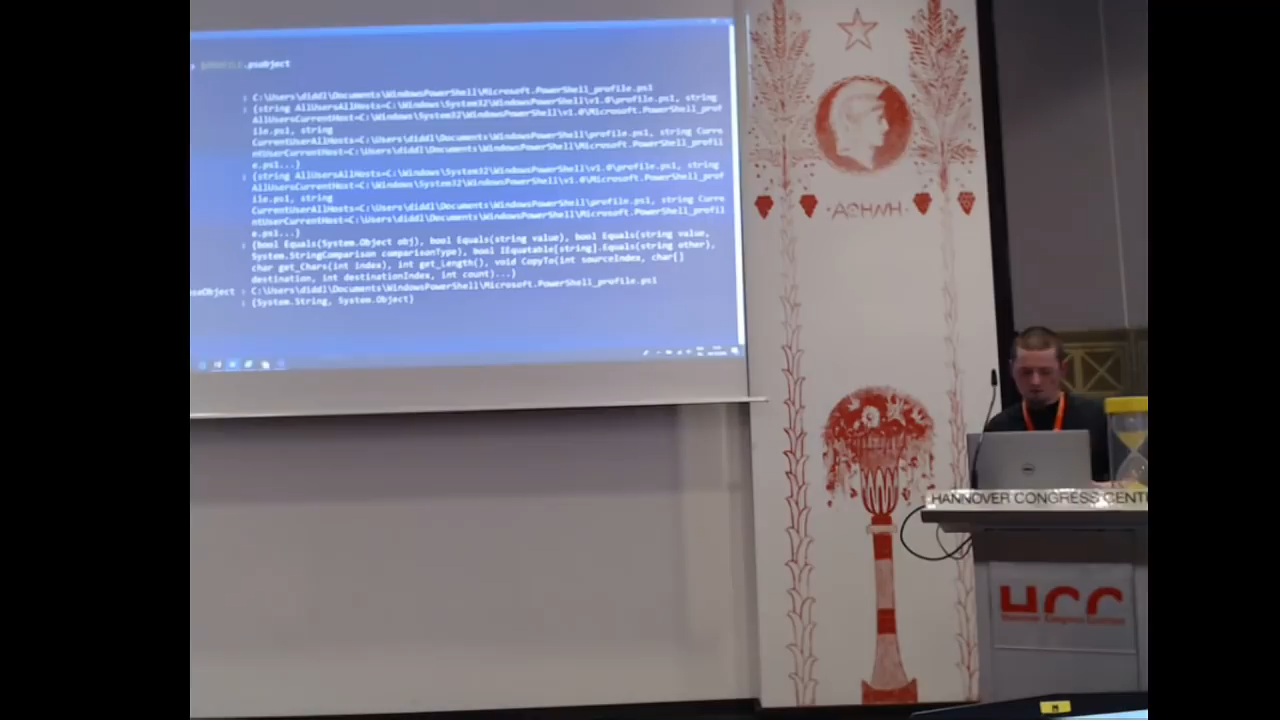 .psobject
C:\Users\diddl\Documents\WindowsPowerShell\Microsoft.PowerShell_profile.ps1
{string AllUsersAllHosts=C:\Windows\System32\WindowsPowerShell\v1.0\profile.ps1, string
AllUsersCurrentHost=C:\Windows\System32\WindowsPowerShell\v1.0\Microsoft.PowerShell_prof
ile.ps1, string
CurrentUserAllHosts=C:\Users\diddl\Documents\WindowsPowerShell\profile.ps1, string Curre
ntUserCurrentHost=C:\Users\diddl\Documents\WindowsPowerShell\Microsoft.PowerShell_profil
e.ps1...}
{string AllUsersAllHosts=C:\Windows\System32\WindowsPowerShell\v1.0\profile.ps1, string
AllUsersCurrentHost=C:\Windows\System32\WindowsPowerShell\v1.0\Microsoft.PowerShell_prof
ile.ps1, string
CurrentUserAllHosts=C:\Users\diddl\Documents\WindowsPowerShell\profile.ps1, string Curre
ntUserCurrentHost=C:\Users\diddl\Documents\WindowsPowerShell\Microsoft.PowerShell_profil
e.ps1...}
{bool Equals(System.Object obj), bool Equals(string value), bool Equals(string value,
System.StringComparison comparisonType), bool IEquatable[string].Equals(string other),
char get_Chars(int index), int get_Length(), void CopyTo(int sourceIndex, char[]
destination, int destinationIndex, int count)...}
seObject : C:\Users\diddl\Documents\WindowsPowerShell\Microsoft.PowerShell_profile.ps1
: {System.String, System.Object}
·ΑΘΗΝΗ·
DELL
HANNOVER CONGRESS CENT
HCC
Hannover Congress Centrum